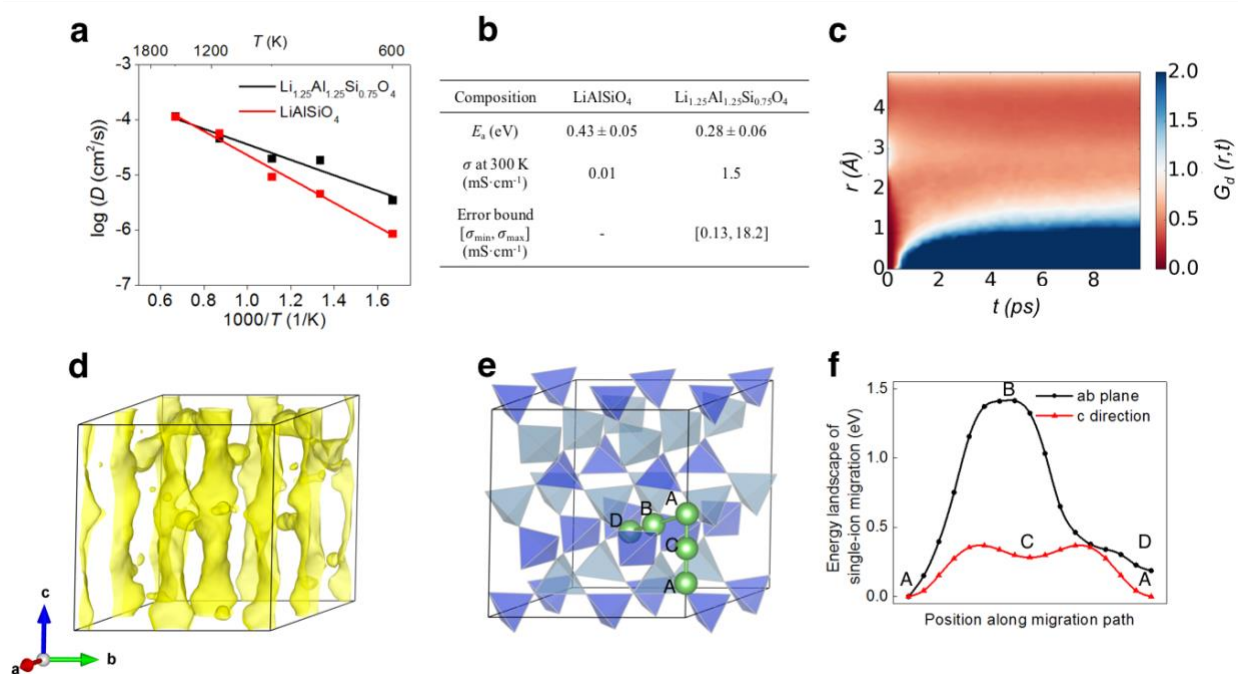 a
T (K)
1800 1200 600
-3
-4
-5
-6
-7
log (D (cm²/s))
Li₁.₂₅Al₁.₂₅Si₀.₇₅O₄
LiAlSiO₄
0.6 0.8 1.0 1.2 1.4 1.6
1000/T (1/K)
b
Composition LiAlSiO₄ Li₁.₂₅Al₁.₂₅Si₀.₇₅O₄
Eₐ (eV) 0.43 ± 0.05 0.28 ± 0.06
σ at 300 K
(mS·cm⁻¹) 0.01 1.5
Error bound
[σmin, σmax] - [0.13, 18.2]
(mS·cm⁻¹)
c
4
3
2
1
0
r (Å)
0 2 4 6 8
t (ps)
2.0
1.5
1.0
0.5
0.0
G_d (r,t)
d
c
a b
e
A
B
D
C
A
f
1.5
1.0
0.5
0.0
Energy landscape of
single-ion migration (eV)
B
ab plane
c direction
C D
A A
Position along migration path